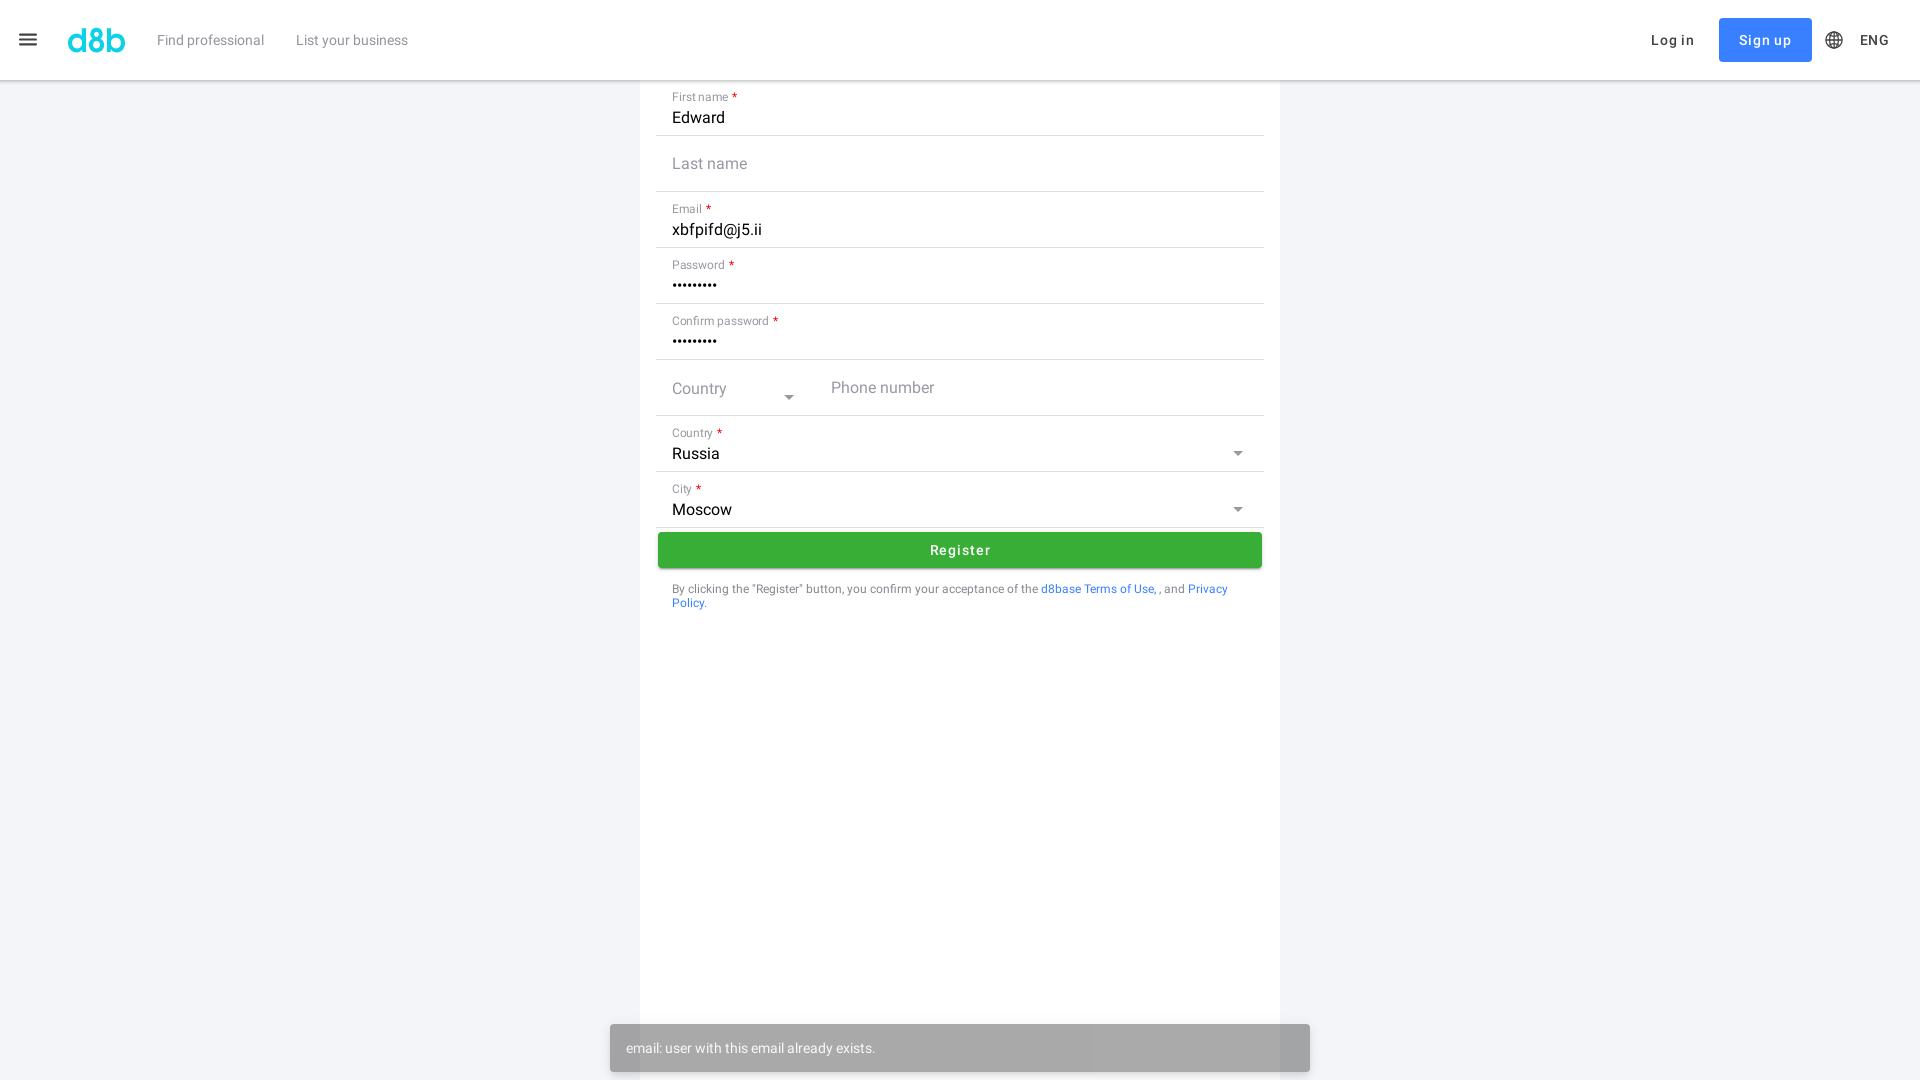 d8b
Find professional
List your business
Log in
Sign up
ENG
First name *
Edward
Last name
Email *
xbfpifd@j5.ii
Password *
•••••••••
Confirm password *
•••••••••
Country
Phone number
Country *
Russia
City *
Moscow
Register
By clicking the "Register" button, you confirm your acceptance of the d8base Terms of Use, , and Privacy
Policy.
email: user with this email already exists.